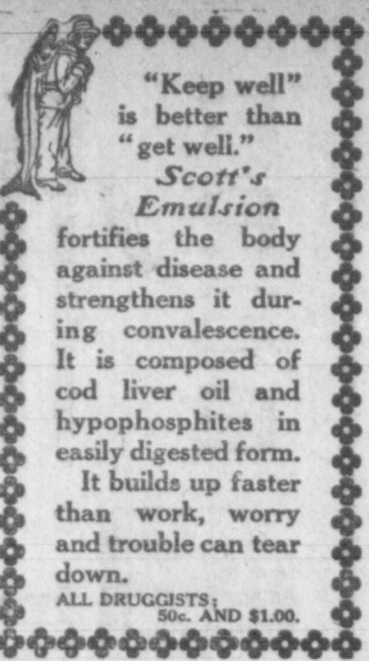 “Keep well”
is better than
“get well.”
Scott's
Emulsion
fortifies the body
against disease and
strengthens it dur-
ing convalescence.
It is composed of
cod liver oil and
hypophosphites in
easily digested form.
It builds up faster
than work, worry
and trouble can tear
down.
ALL DRUGGISTS;
50c. AND $1.00.